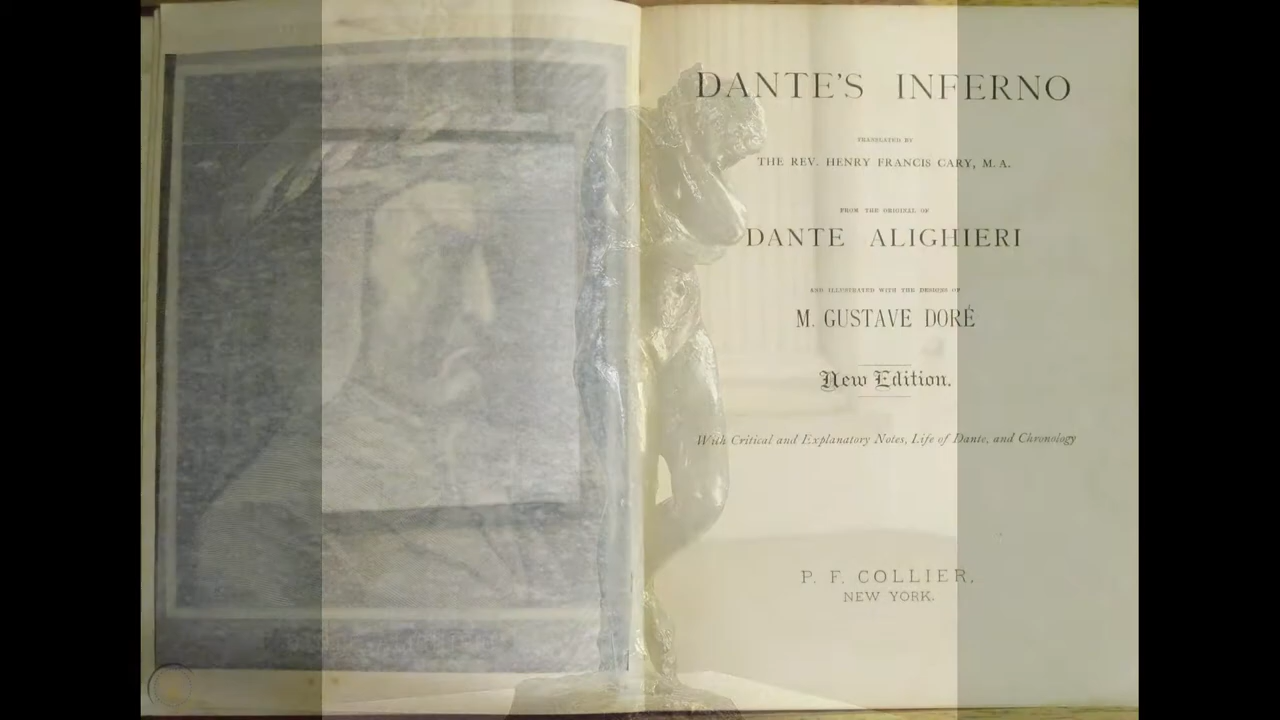 DANTE'S INFERNO
TRANSLATED BY
THE REV. HENRY FRANCIS CARY, M.A.
FROM THE ORIGINAL OF
DANTE ALIGHIERI
AND ILLUSTRATED WITH THE DESIGNS OF
M. GUSTAVE DORÉ
New Edition.
With Critical and Explanatory Notes, Life of Dante, and Chronology
P. F. COLLIER,
NEW YORK.